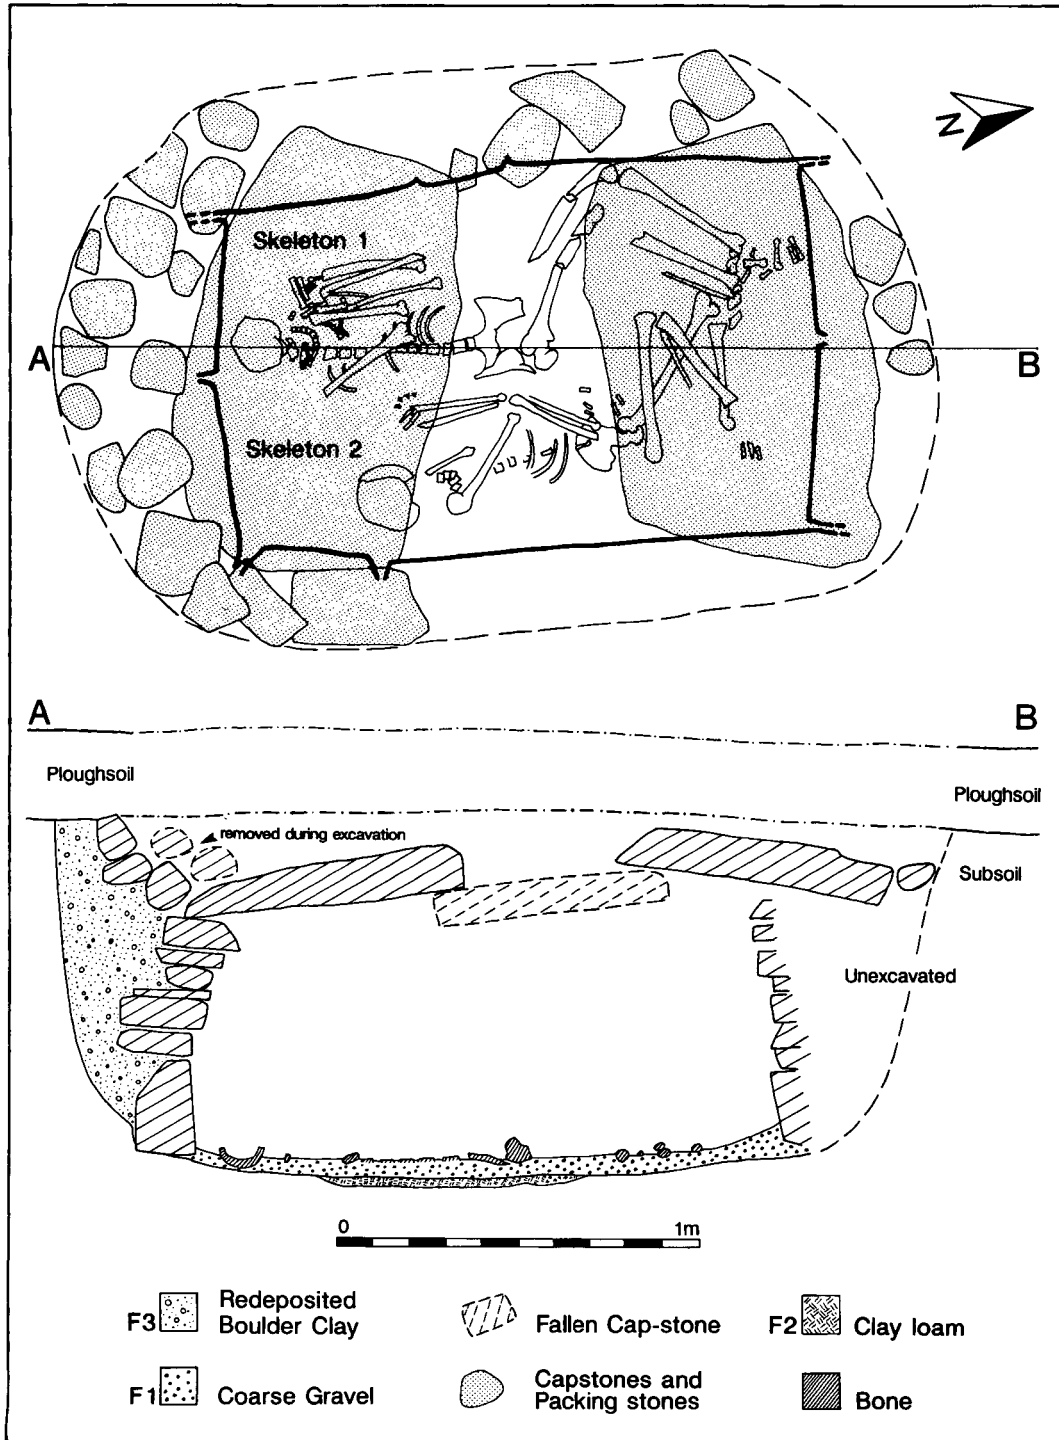 N
Skeleton 1
A
B
Skeleton 2
A
B
Ploughsoil
Ploughsoil
removed during excavation
Subsoil
Unexcavated
0
1m
F3 Redeposited
Boulder Clay
Fallen Cap-stone
F2 Clay loam
F1 Coarse Gravel
Capstones and
Packing stones
Bone